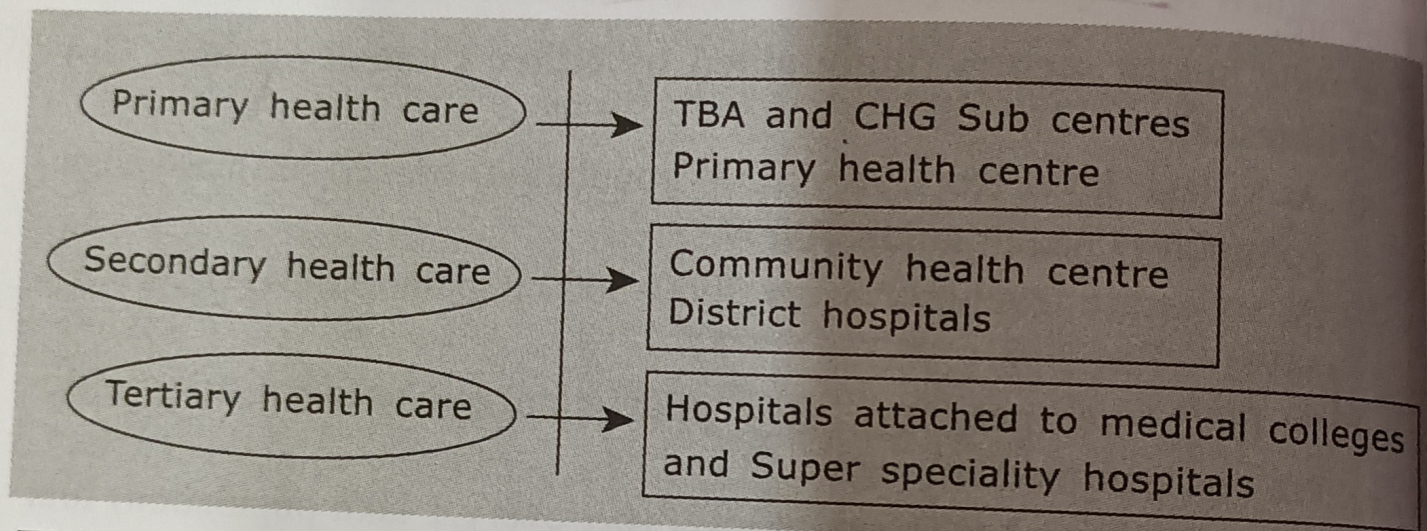 Primary health care
TBA and CHG Sub centres
Primary health centre
Secondary health care
Community health centre
District hospitals
Tertiary health care
Hospitals attached to medical colleges
and Super speciality hospitals